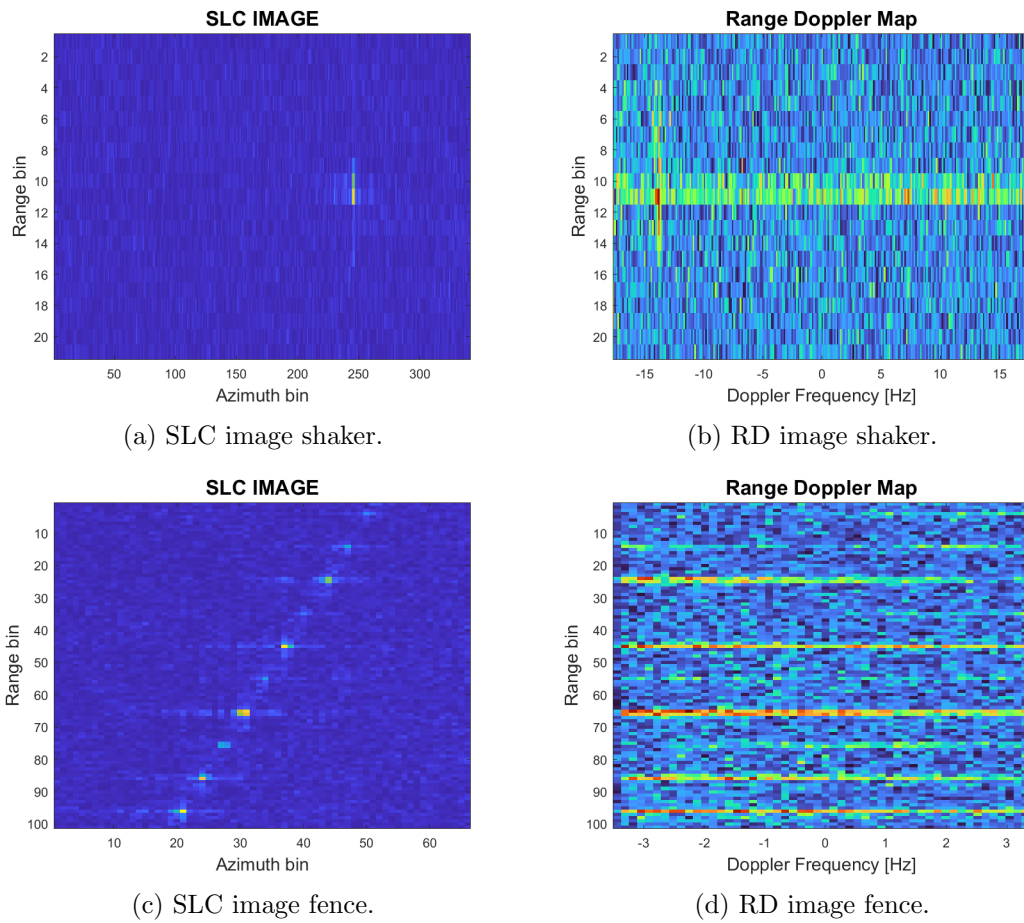 SLC IMAGE
Range bin
2
4
6
8
10
12
14
16
18
20
50 100 150 200 250 300
Azimuth bin
(a) SLC image shaker.
Range Doppler Map
Range bin
2
4
6
8
10
12
14
16
18
20
-15 -10 -5 0 5 10 15
Doppler Frequency [Hz]
(b) RD image shaker.
SLC IMAGE
Range bin
10
20
30
40
50
60
70
80
90
100
10 20 30 40 50 60
Azimuth bin
(c) SLC image fence.
Range Doppler Map
Range bin
10
20
30
40
50
60
70
80
90
100
-3 -2 -1 0 1 2 3
Doppler Frequency [Hz]
(d) RD image fence.